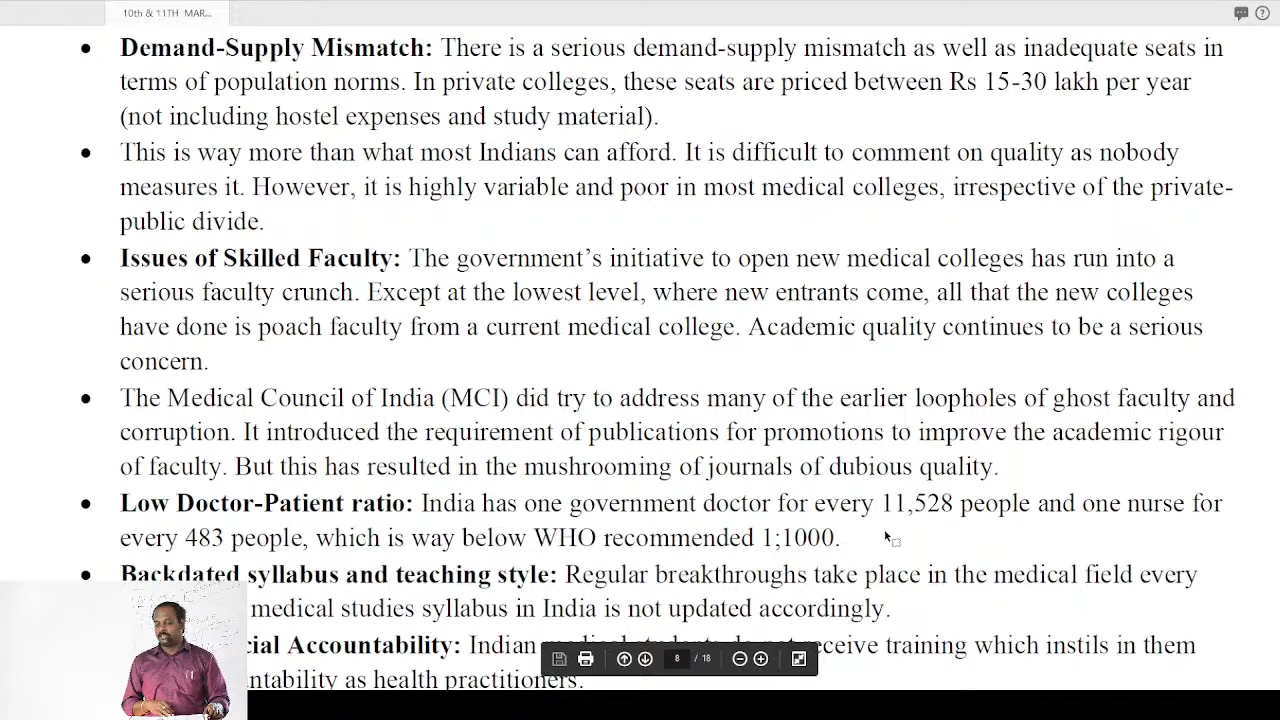 10th & 11TH MAR...
Demand-Supply Mismatch: There is a serious demand-supply mismatch as well as inadequate seats in
terms of population norms. In private colleges, these seats are priced between Rs 15-30 lakh per year
(not including hostel expenses and study material).
This is way more than what most Indians can afford. It is difficult to comment on quality as nobody
measures it. However, it is highly variable and poor in most medical colleges, irrespective of the private-
public divide.
Issues of Skilled Faculty: The government’s initiative to open new medical colleges has run into a
serious faculty crunch. Except at the lowest level, where new entrants come, all that the new colleges
have done is poach faculty from a current medical college. Academic quality continues to be a serious
concern.
The Medical Council of India (MCI) did try to address many of the earlier loopholes of ghost faculty and
corruption. It introduced the requirement of publications for promotions to improve the academic rigour
of faculty. But this has resulted in the mushrooming of journals of dubious quality.
Low Doctor-Patient ratio: India has one government doctor for every 11,528 people and one nurse for
every 483 people, which is way below WHO recommended 1;1000.
Backdated syllabus and teaching style: Regular breakthroughs take place in the medical field every
medical studies syllabus in India is not updated accordingly.
cial Accountability: Indian receive training which instils in them
ntability as health practitioners.
8 / 18